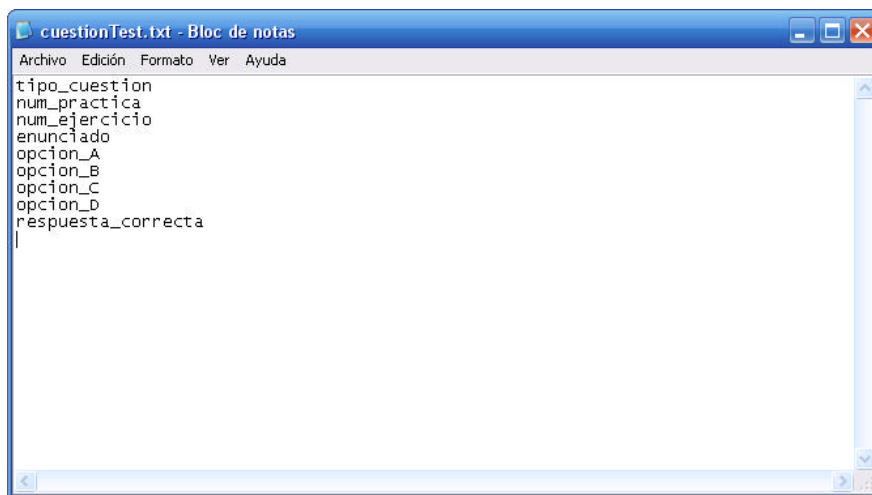 cuestionTest.txt - Bloc de notas
Archivo Edición Formato Ver Ayuda
tipo_cuestion
num_practica
num_ejercicio
enunciado
opcion_A
opcion_B
opcion_C
opcion_D
respuesta_correcta